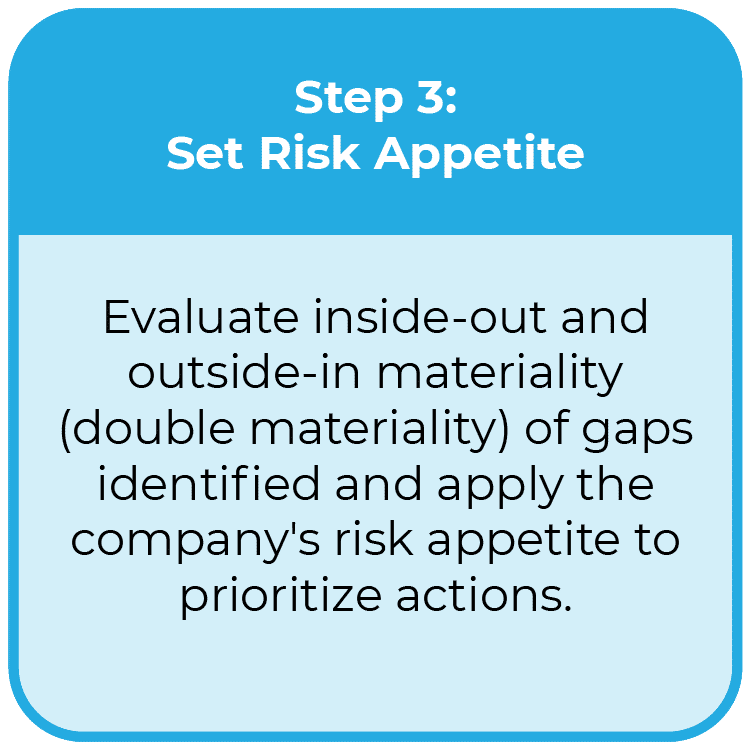 Step 3:
Set Risk Appetite
Evaluate inside-out and
outside-in materiality
(double materiality) of gaps
identified and apply the
company's risk appetite to
prioritize actions.